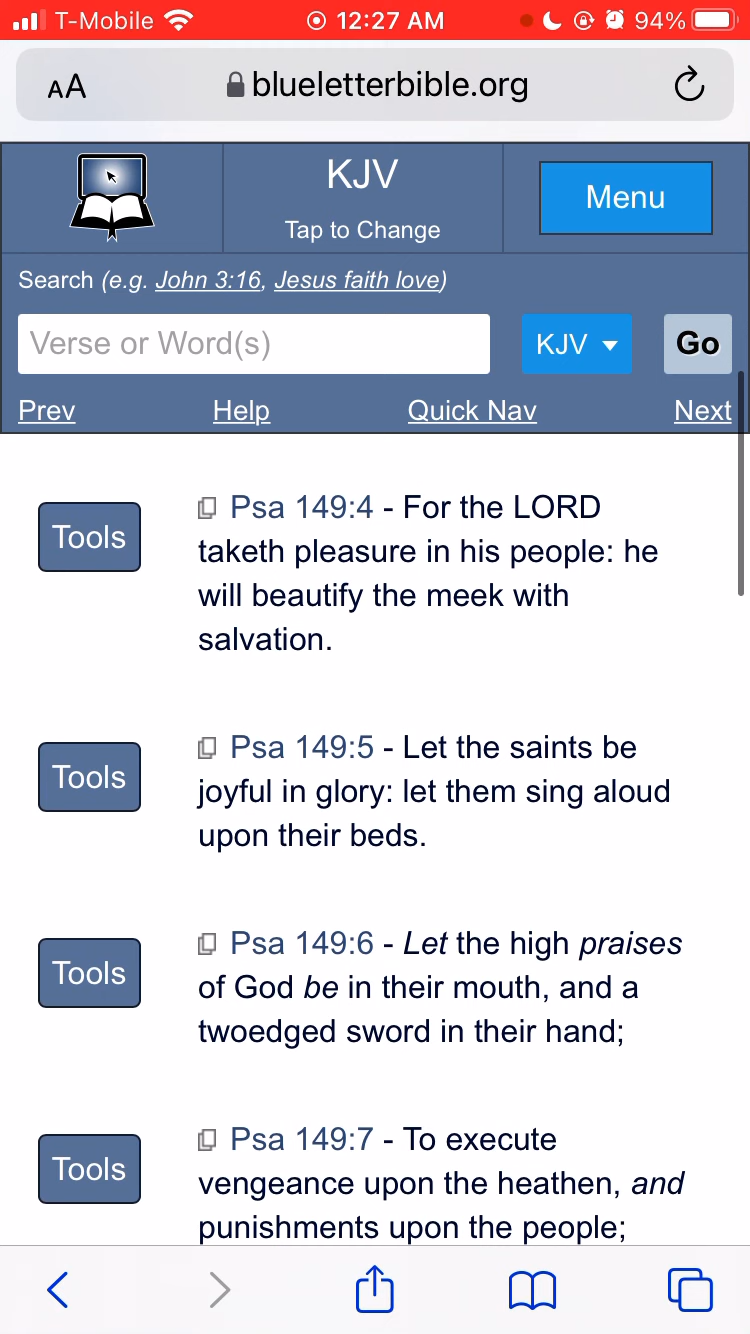 T-Mobile 12:27 AM 94%
AA blueletterbible.org
KJV
Tap to Change
Menu
Search (e.g. John 3:16, Jesus faith love)
Verse or Word(s) KJV Go
Prev Help Quick Nav Next
Tools
Psa 149:4 - For the LORD
taketh pleasure in his people: he
will beautify the meek with
salvation.
Tools
Psa 149:5 - Let the saints be
joyful in glory: let them sing aloud
upon their beds.
Tools
Psa 149:6 - Let the high praises
of God be in their mouth, and a
twoedged sword in their hand;
Tools
Psa 149:7 - To execute
vengeance upon the heathen, and
punishments upon the people;